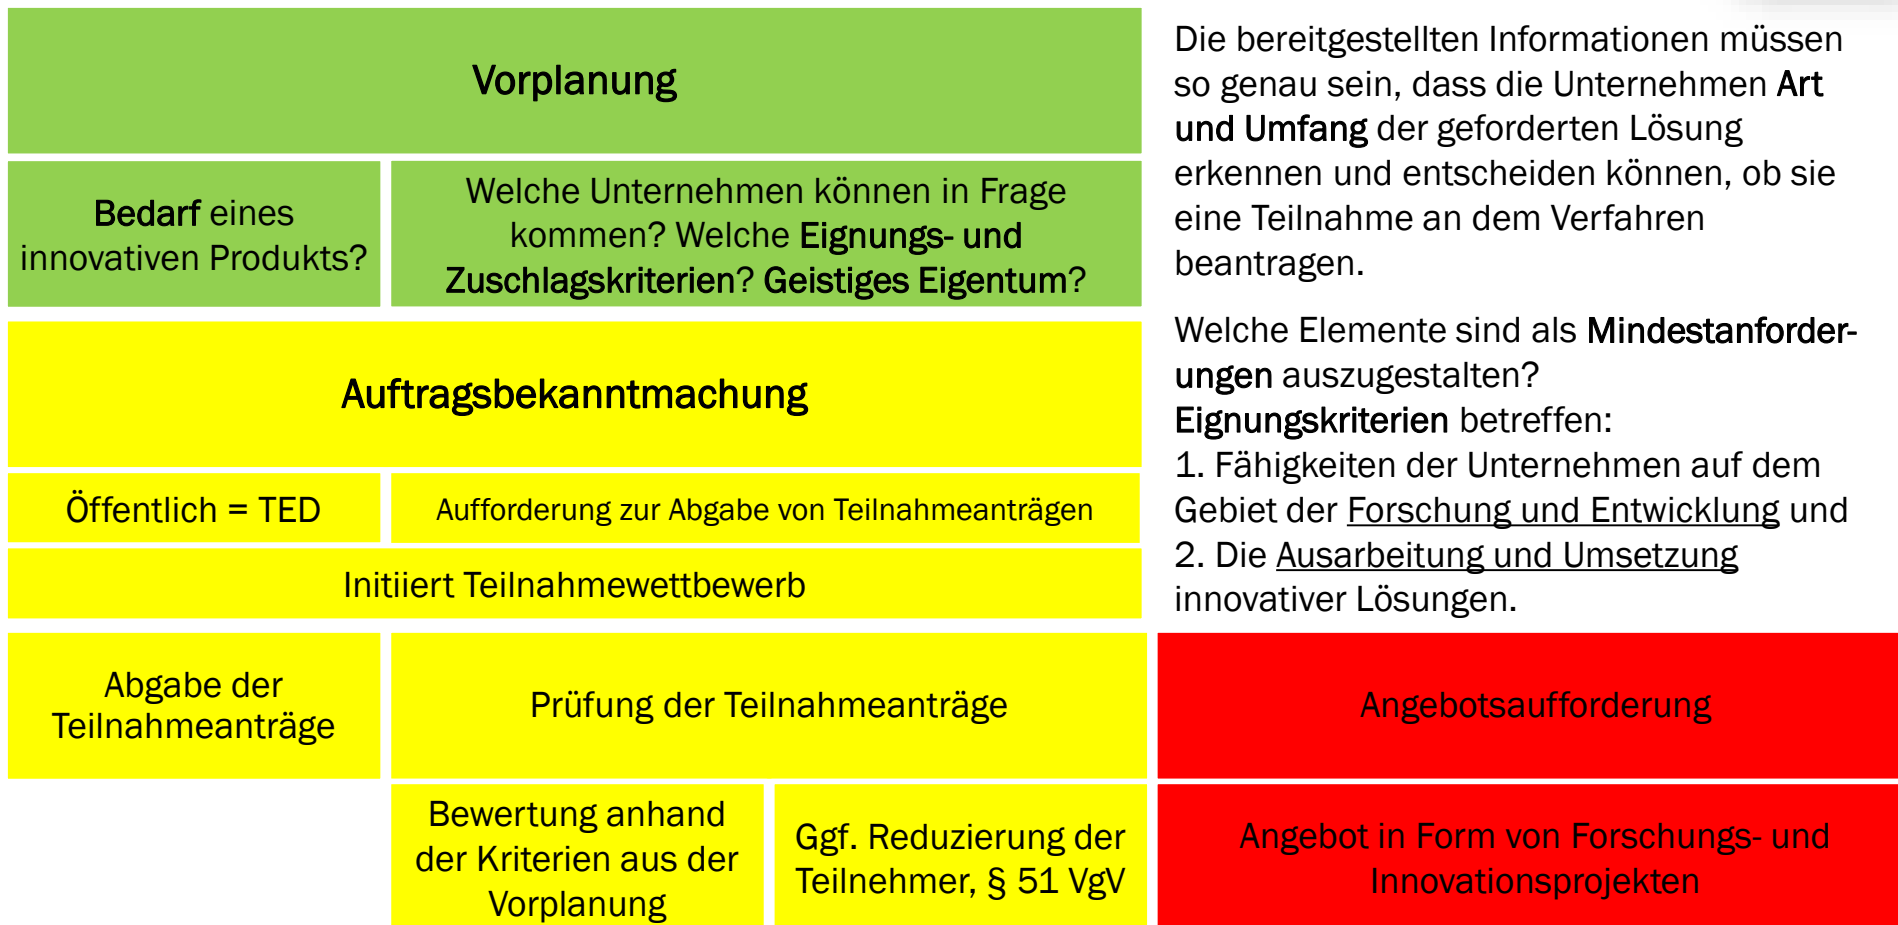 Vorplanung
Bedarf eines
innovativen Produkts?
Welche Unternehmen können in Frage
kommen? Welche Eignungs- und
Zuschlagskriterien? Geistiges Eigentum?
Auftragsbekanntmachung
Öffentlich = TED
Aufforderung zur Abgabe von Teilnahmeanträgen
Initiiert Teilnahmewettbewerb
Die bereitgestellten Informationen müssen
so genau sein, dass die Unternehmen Art
und Umfang der geforderten Lösung
erkennen und entscheiden können, ob sie
eine Teilnahme an dem Verfahren
beantragen.
Welche Elemente sind als Mindestanforder-
ungen auszugestalten?
Eignungskriterien betreffen:
1. Fähigkeiten der Unternehmen auf dem
Gebiet der Forschung und Entwicklung und
2. Die Ausarbeitung und Umsetzung
innovativer Lösungen.
Abgabe der
Teilnahmeanträge
Prüfung der Teilnahmeanträge
Angebotsaufforderung
Bewertung anhand
der Kriterien aus der
Vorplanung
Ggf. Reduzierung der
Teilnehmer, § 51 VgV
Angebot in Form von Forschungs- und
Innovationsprojekten